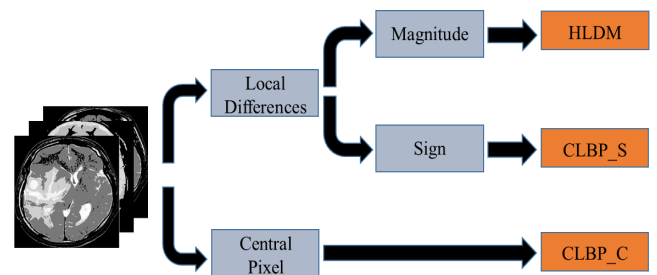 Magnitude
HLDM
Local
Differences
Sign
CLBP_S
Central
Pixel
CLBP_C